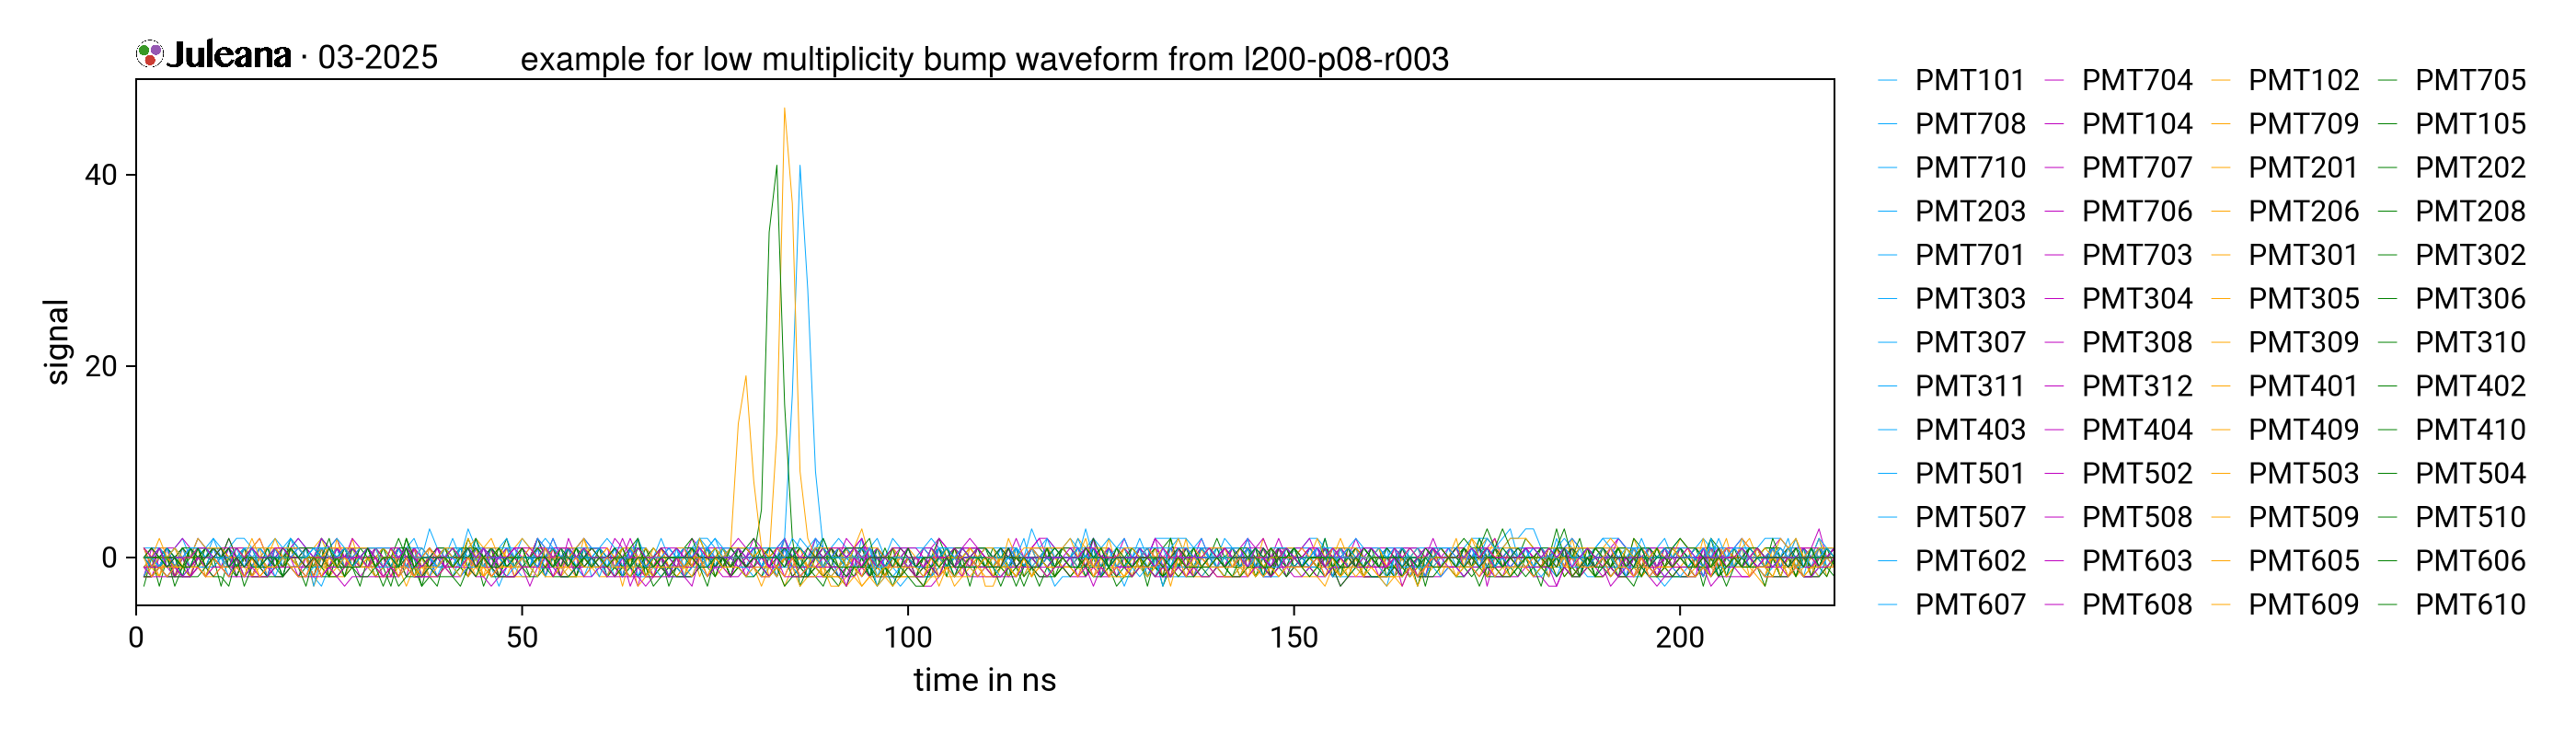 Juleana · 03-2025
example for low multiplicity bump waveform from l200-p08-r003
signal
40
20
0
0 50 100 150 200
time in ns
PMT101 PMT704 PMT102 PMT705
PMT708 PMT104 PMT709 PMT105
PMT710 PMT707 PMT201 PMT202
PMT203 PMT706 PMT206 PMT208
PMT701 PMT703 PMT301 PMT302
PMT303 PMT304 PMT305 PMT306
PMT307 PMT308 PMT309 PMT310
PMT311 PMT312 PMT401 PMT402
PMT403 PMT404 PMT409 PMT410
PMT501 PMT502 PMT503 PMT504
PMT507 PMT508 PMT509 PMT510
PMT602 PMT603 PMT605 PMT606
PMT607 PMT608 PMT609 PMT610